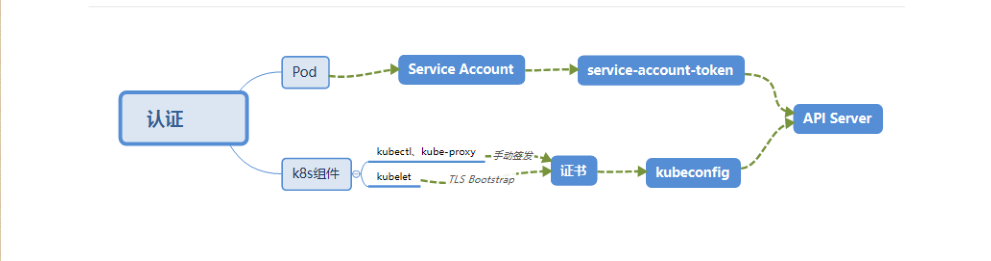 认证
Pod
Service Account
service-account-token
API Server
k8s组件
kubectl、kube-proxy
手动签发
kubelet
TLS Bootstrap
证书
kubeconfig